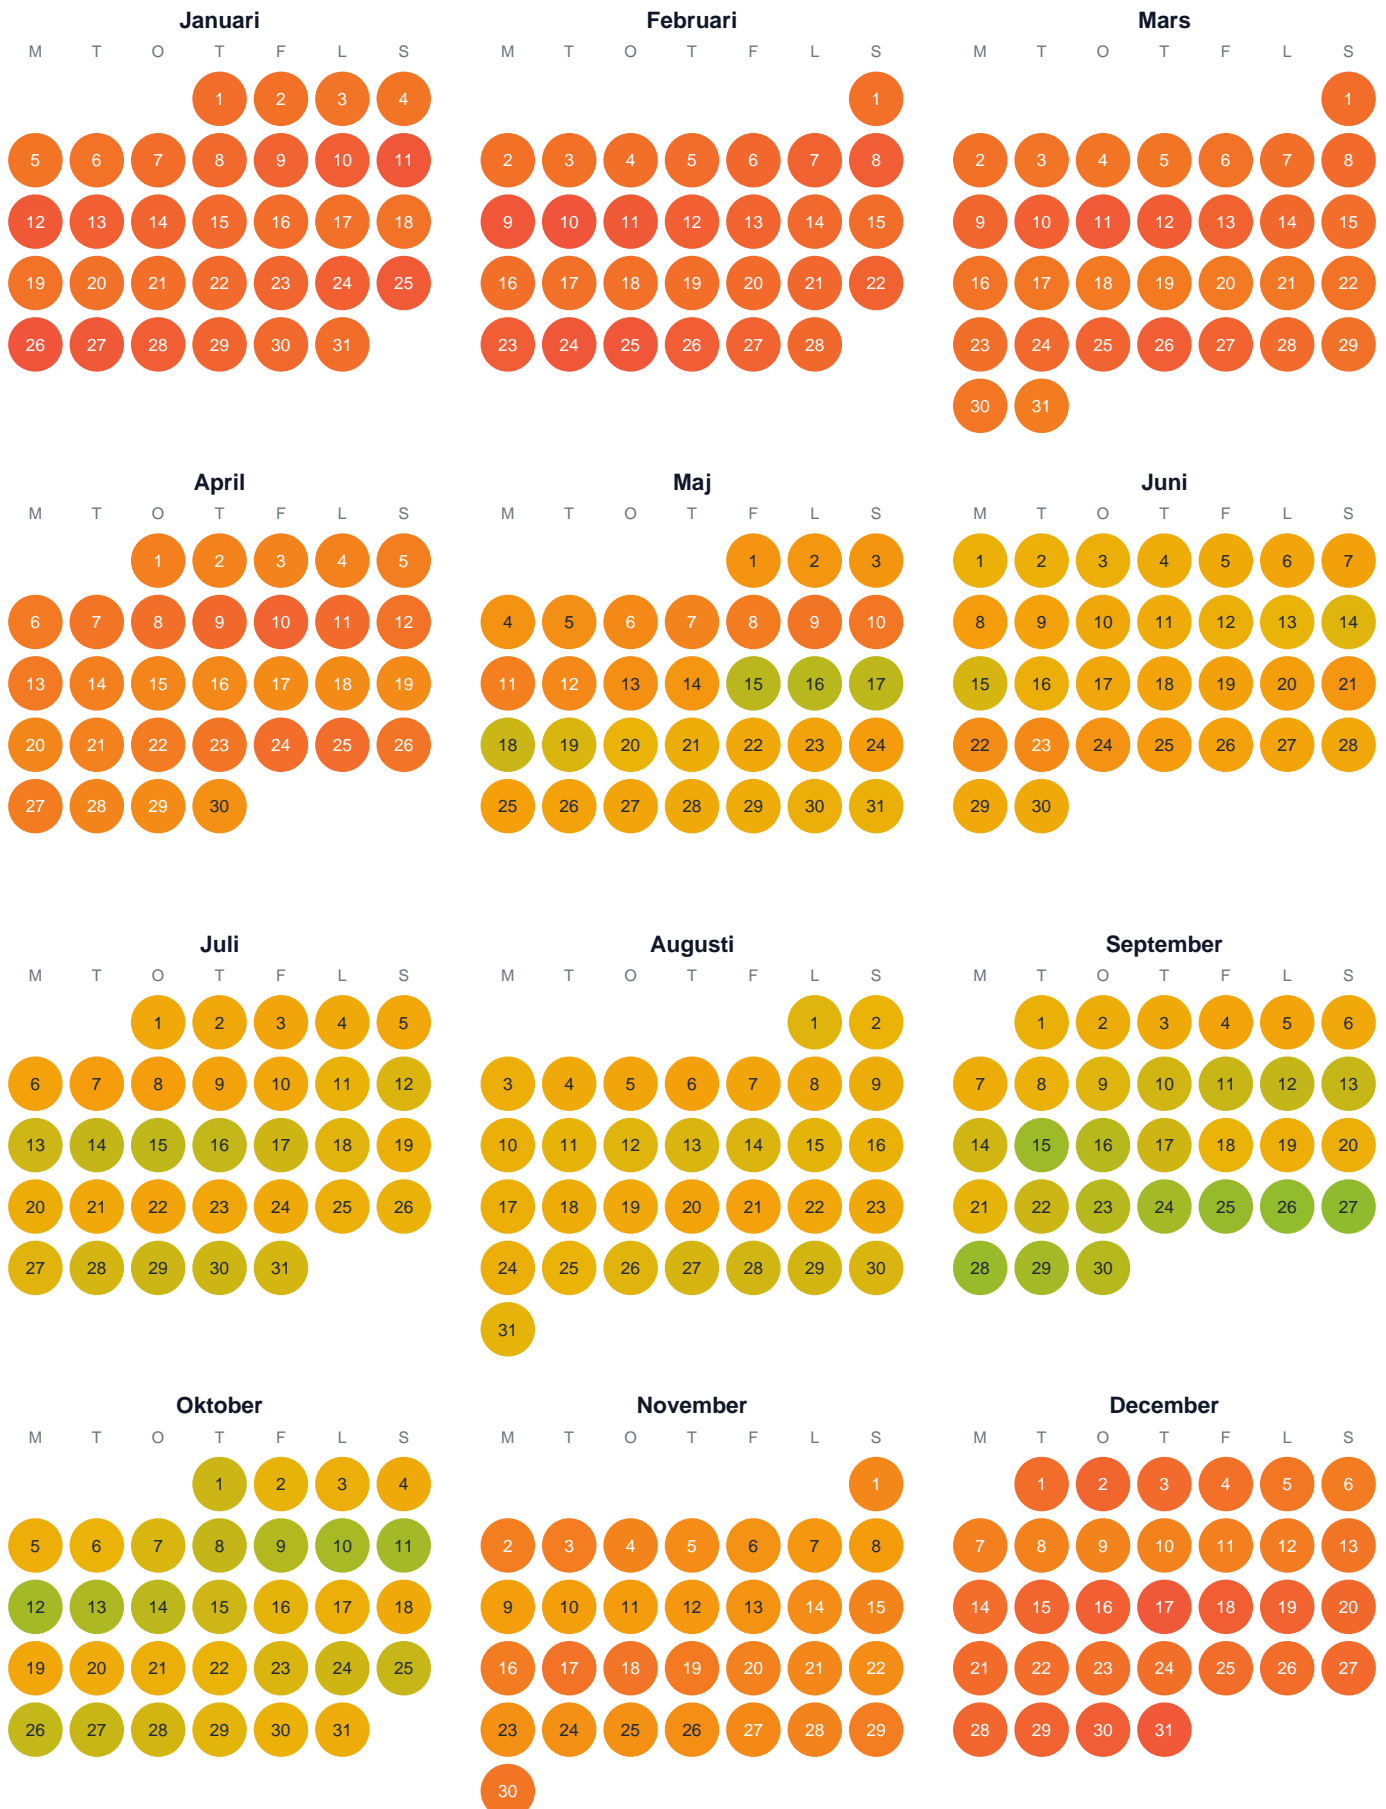 Januari Februari Mars
M T O T F L S M T O T F L S M T O T F L S
1 2 3 4 1 1
5 6 7 8 9 10 11 2 3 4 5 6 7 8 2 3 4 5 6 7 8
12 13 14 15 16 17 18 9 10 11 12 13 14 15 9 10 11 12 13 14 15
19 20 21 22 23 24 25 16 17 18 19 20 21 22 16 17 18 19 20 21 22
26 27 28 29 30 31 23 24 25 26 27 28 23 24 25 26 27 28 29
30 31
April Maj Juni
M T O T F L S M T O T F L S M T O T F L S
1 2 3 4 5 1 2 3 1 2 3 4 5 6 7
6 7 8 9 10 11 12 4 5 6 7 8 9 10 8 9 10 11 12 13 14
13 14 15 16 17 18 19 11 12 13 14 15 16 17 15 16 17 18 19 20 21
20 21 22 23 24 25 26 18 19 20 21 22 23 24 22 23 24 25 26 27 28
27 28 29 30 25 26 27 28 29 30 31 29 30
Juli Augusti September
M T O T F L S M T O T F L S M T O T F L S
1 2 3 4 5 1 2 1 2 3 4 5 6
6 7 8 9 10 11 12 3 4 5 6 7 8 9 7 8 9 10 11 12 13
13 14 15 16 17 18 19 10 11 12 13 14 15 16 14 15 16 17 18 19 20
20 21 22 23 24 25 26 17 18 19 20 21 22 23 21 22 23 24 25 26 27
27 28 29 30 31 24 25 26 27 28 29 30 28 29 30
31
Oktober November December
M T O T F L S M T O T F L S M T O T F L S
1 2 3 4 1 1 2 3 4 5 6
5 6 7 8 9 10 11 2 3 4 5 6 7 8 7 8 9 10 11 12 13
12 13 14 15 16 17 18 9 10 11 12 13 14 15 14 15 16 17 18 19 20
19 20 21 22 23 24 25 16 17 18 19 20 21 22 21 22 23 24 25 26 27
26 27 28 29 30 31 23 24 25 26 27 28 29 28 29 30 31
30